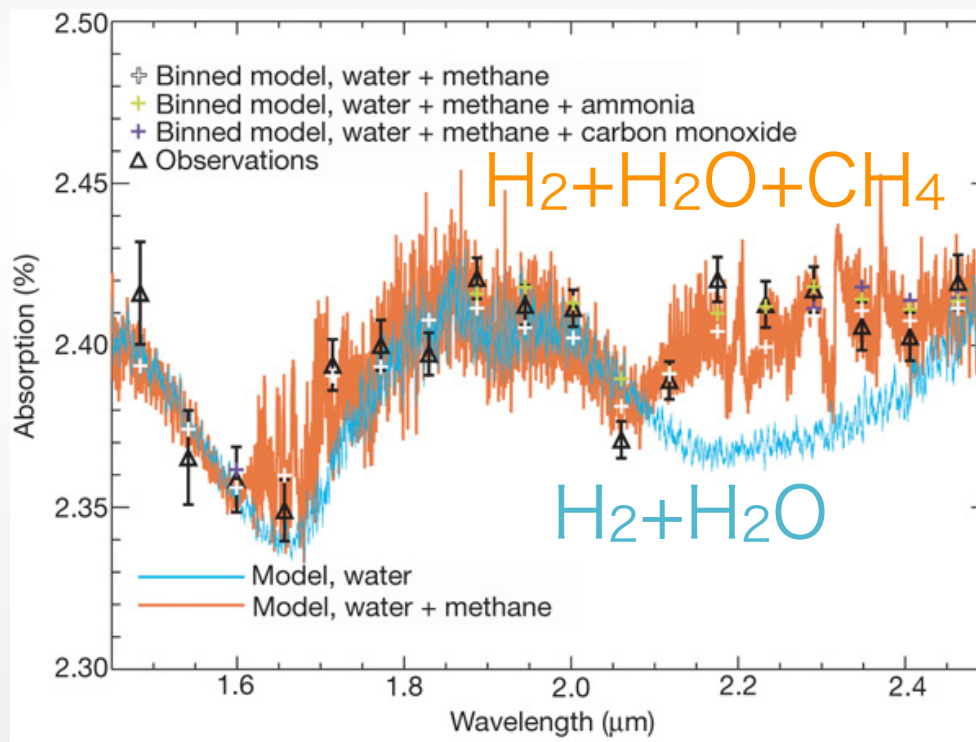 2.50
Binned model, water + methane
Binned model, water + methane + ammonia
Binned model, water + methane + carbon monoxide
Observations
H₂+H₂O+CH₄
2.45
Absorption (%)
2.40
2.35
H₂+H₂O
Model, water
Model, water + methane
2.30
1.6 1.8 2.0 2.2 2.4
Wavelength (μm)